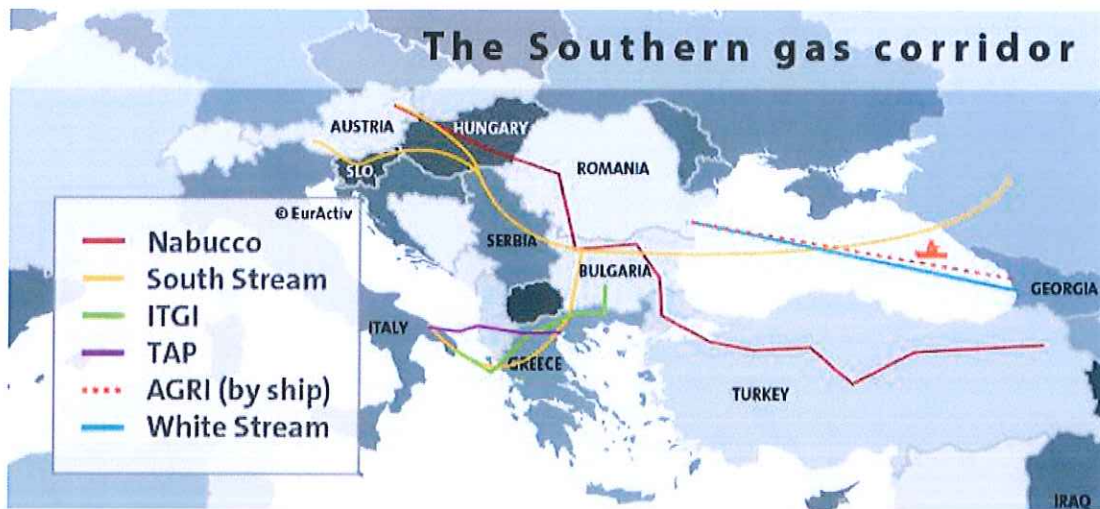 The Southern gas corridor
AUSTRIA
HUNGARY
SLO
ROMANIA
© EurActiv
SERBIA
BULGARIA
GEORGIA
ITALY
GREECE
TURKEY
IRAQ
Nabucco
South Stream
ITGI
TAP
AGRI (by ship)
White Stream